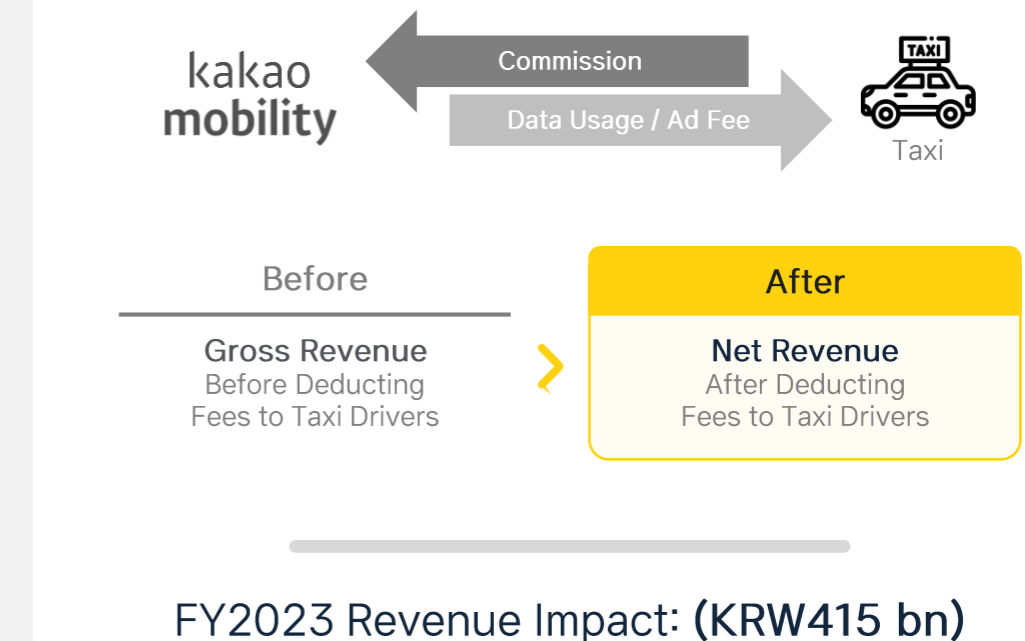 kakao
mobility
Commission
Data Usage / Ad Fee
TAXI
Taxi
Before
Gross Revenue
Before Deducting
Fees to Taxi Drivers
After
Net Revenue
After Deducting
Fees to Taxi Drivers
FY2023 Revenue Impact: (KRW415 bn)